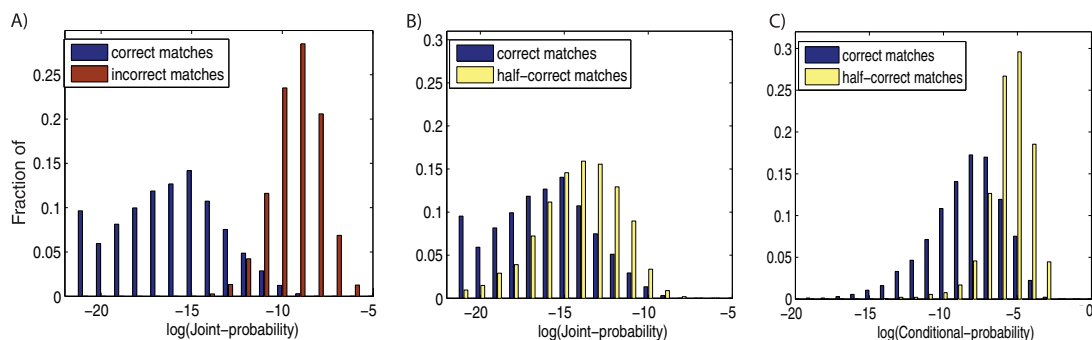 A)
correct matches
incorrect matches
Fraction of
0.25
0.2
0.15
0.1
0.05
0
−20
−15
−10
−5
log(Joint−probability)
B)
correct matches
half−correct matches
0.3
0.25
0.2
0.15
0.1
0.05
0
−20
−15
−10
−5
log(Joint−probability)
C)
correct matches
half−correct matches
0.3
0.25
0.2
0.15
0.1
0.05
0
−20
−15
−10
−5
0
log(Conditional−probability)